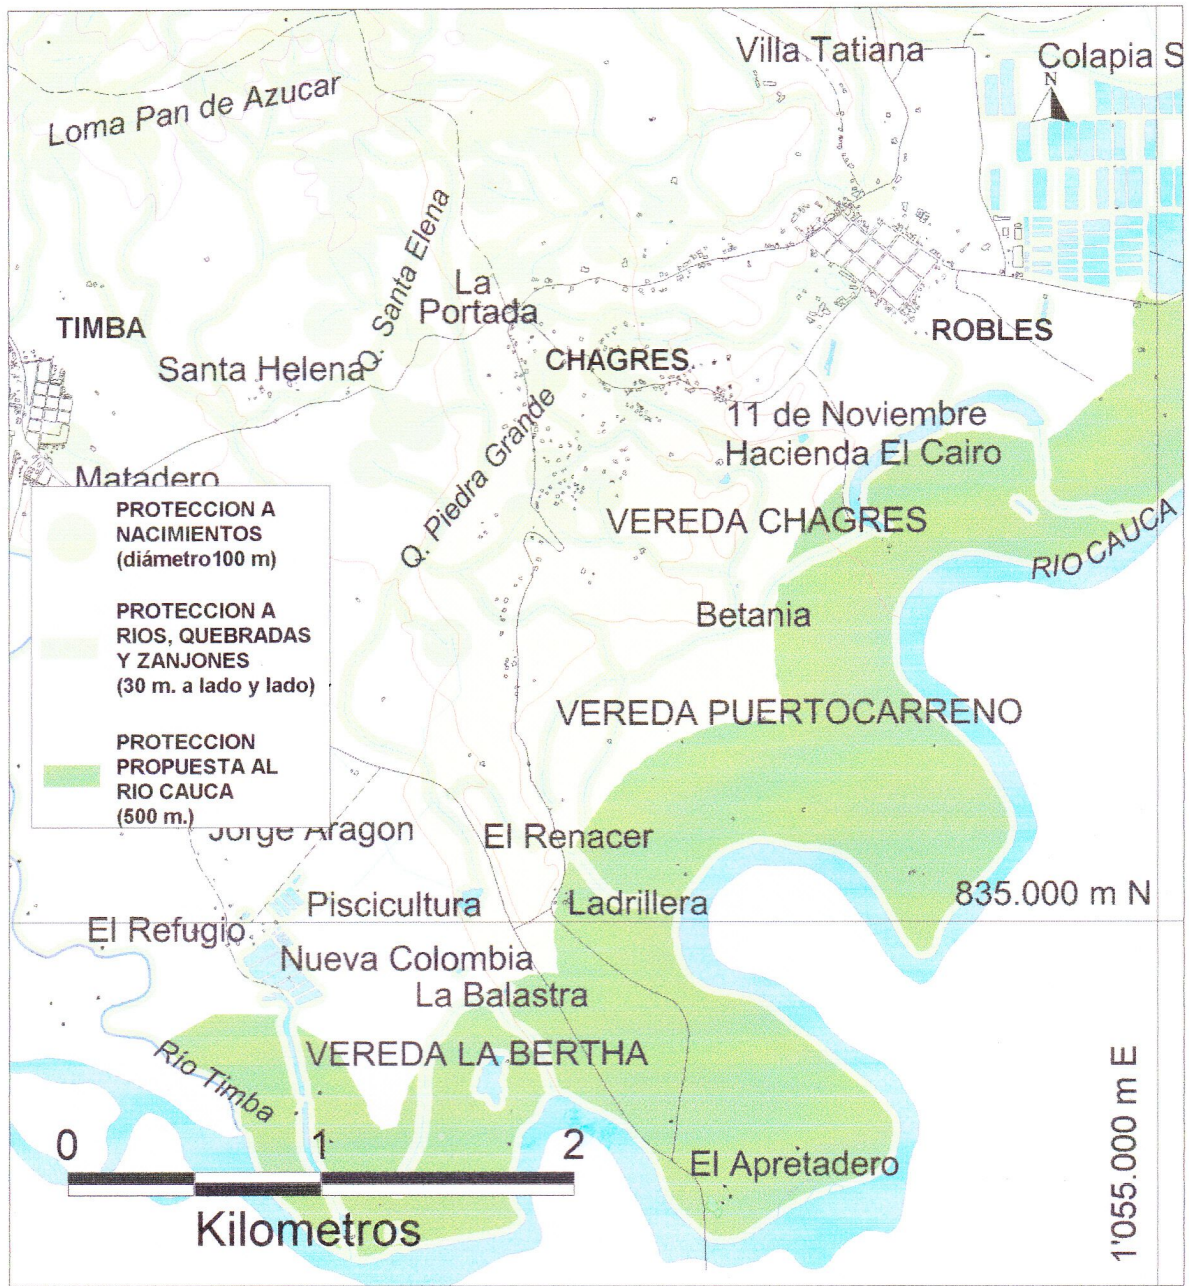 Villa Tatiana
Colapia S
N
Loma Pan de Azucar
Q. Santa Elena
La
Portada
TIMBA
ROBLES
Santa Helena
CHAGRES
11 de Noviembre
Hacienda El Cairo
Q. Piedra Grande
Matadero
PROTECCION A
NACIMIENTOS
(diámetro100 m)
VEREDA CHAGRES
RIO CAUCA
PROTECCION A
RIOS, QUEBRADAS
Y ZANJONES
(30 m. a lado y lado)
Betania
VEREDA PUERTOCARRENO
PROTECCION
PROPUESTA AL
RIO CAUCA
(500 m.)
Jorge Aragon
El Renacer
835.000 m N
Piscicultura
Ladrillera
El Refugio
Nueva Colombia
La Balastra
VEREDA LA BERTHA
Río Timba
1'055.000 m E
0 1 2
El Apretadero
Kilometros